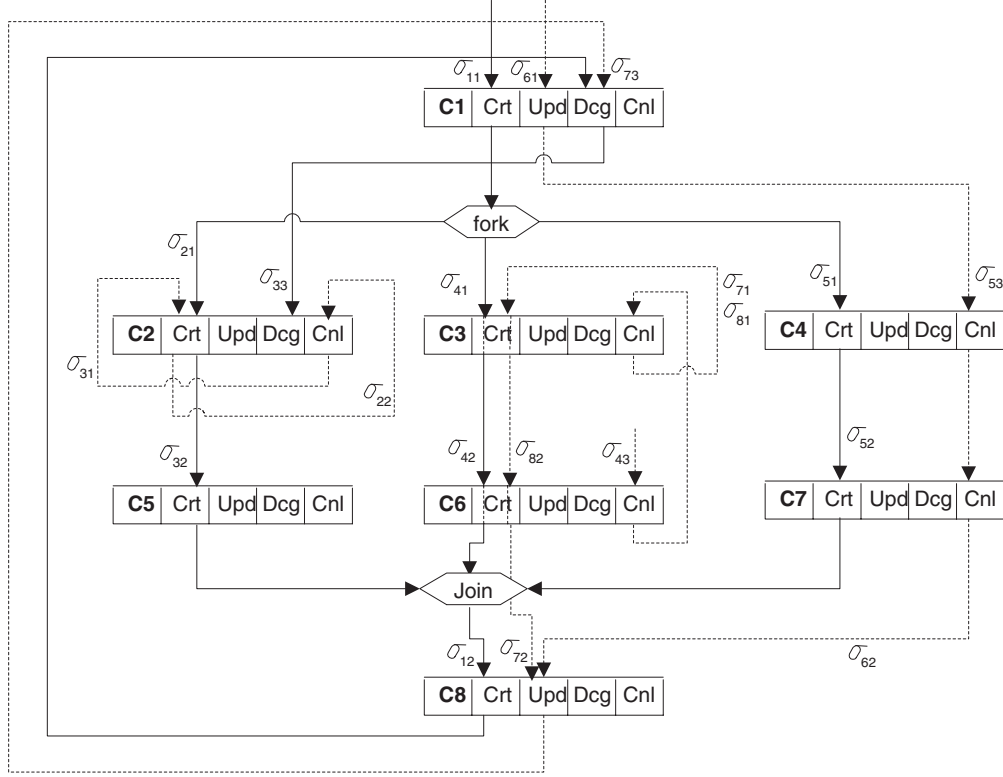 σ11 σ61 σ73
C1 Crt Upd Dcg Cnl
fork
σ21 σ33 σ41 σ71 σ81 σ51 σ53
C2 Crt Upd Dcg Cnl
C3 Crt Upd Dcg Cnl
C4 Crt Upd Dcg Cnl
σ31 σ22
σ32 σ42 σ82 σ43 σ52
C5 Crt Upd Dcg Cnl
C6 Crt Upd Dcg Cnl
C7 Crt Upd Dcg Cnl
Join
σ12 σ72 σ62
C8 Crt Upd Dcg Cnl